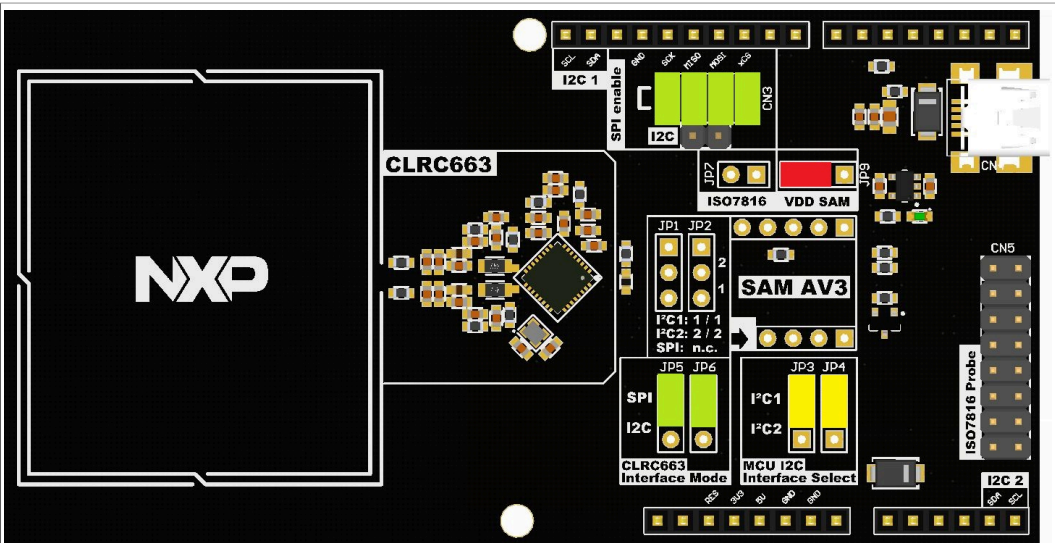 SCL SDA GND SCK MISO MOSI xCS
I2C 1
SPI enable
CN3
I2C
CLRC663
JP7
JP9
ISO7816 VDD SAM
JP1 JP2
2
1
CN5
NXP
SAM AV3
I²C1: 1 / 1
I²C2: 2 / 2
SPI: n.c.
JP5 JP6
JP3 JP4
SPI
I2C
I²C1
I²C2
ISO7816 Probe
CLRC663
Interface Mode
MCU I2C
Interface Select
I2C 2
SDA SCL
RES 3V3 5V GND GND